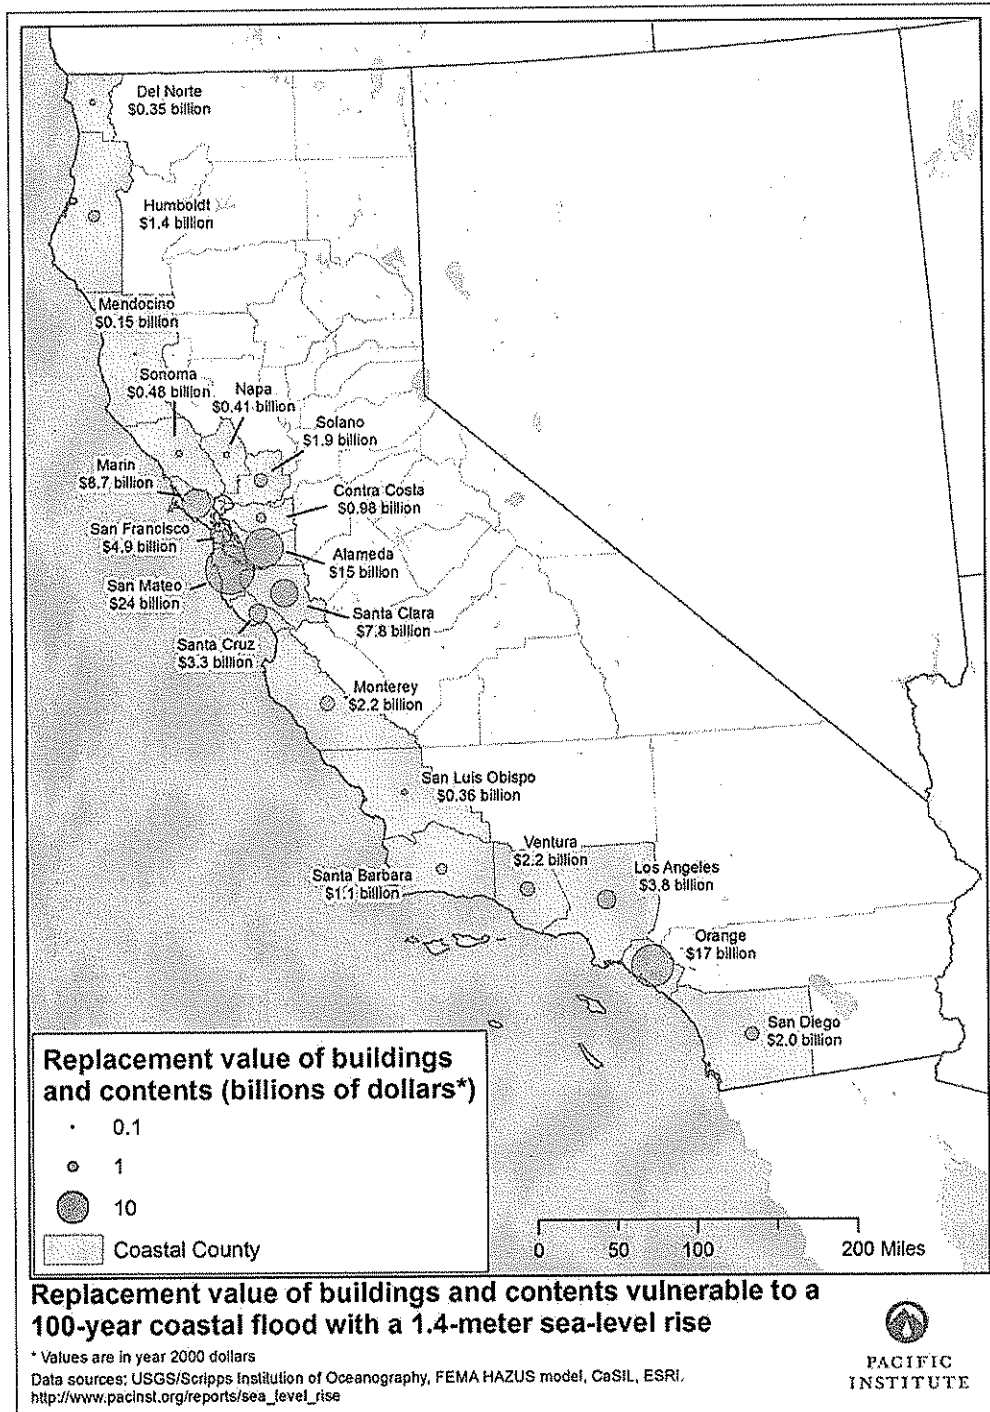 Del Norte
$0.35 billion
Humboldt
$1.4 billion
Mendocino
$0.15 billion
Sonoma
$0.48 billion
Napa
$0.41 billion
Solano
$1.9 billion
Marin
$8.7 billion
Contra Costa
$0.98 billion
San Francisco
$4.9 billion
Alameda
$15 billion
San Mateo
$24 billion
Santa Clara
$7.8 billion
Santa Cruz
$3.3 billion
Monterey
$2.2 billion
San Luis Obispo
$0.36 billion
Ventura
$2.2 billion
Santa Barbara
$1.1 billion
Los Angeles
$3.8 billion
Orange
$17 billion
San Diego
$2.0 billion
Replacement value of buildings
and contents (billions of dollars*)
0.1
1
10
Coastal County
0 50 100 200 Miles
Replacement value of buildings and contents vulnerable to a
100-year coastal flood with a 1.4-meter sea-level rise
* Values are in year 2000 dollars
Data sources: USGS/Scripps Institution of Oceanography, FEMA HAZUS model, CaSIL, ESRI.
http://www.pacinst.org/reports/sea_level_rise
PACIFIC
INSTITUTE